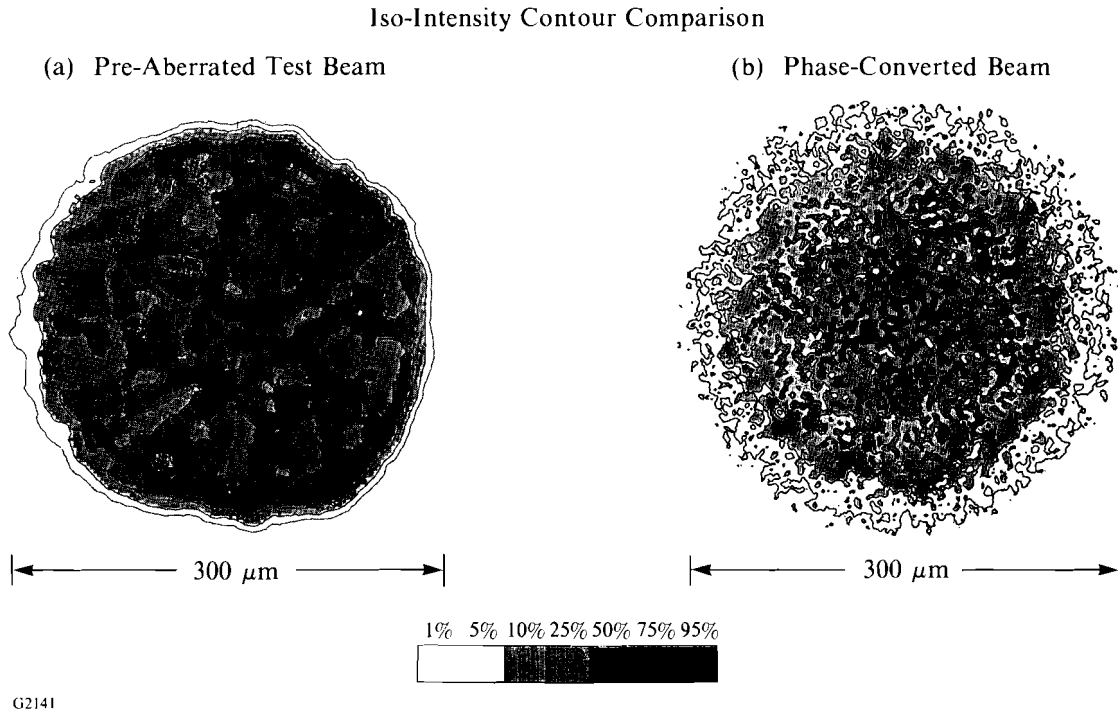 Iso-Intensity Contour Comparison
(a) Pre-Aberrated Test Beam
(b) Phase-Converted Beam
300 μm
300 μm
1% 5% 10% 25% 50% 75% 95%
G2141